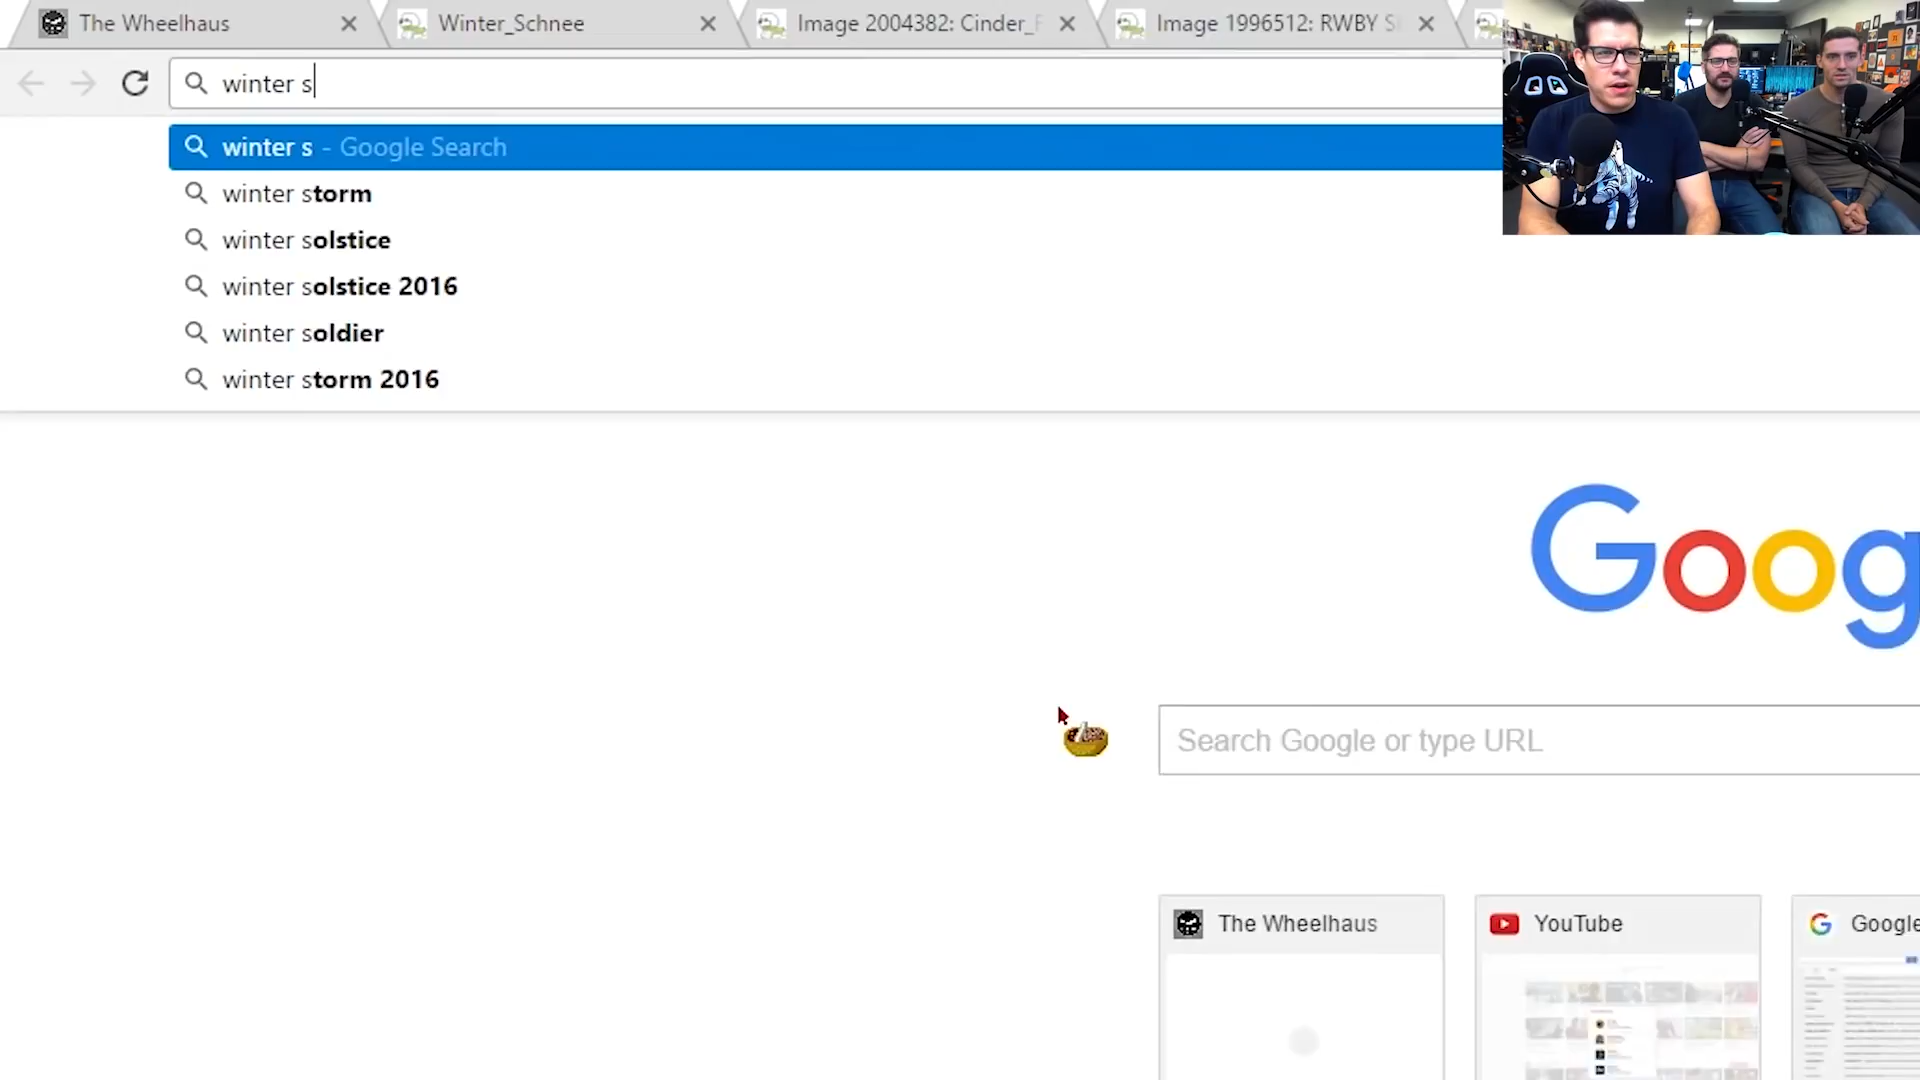 The Wheelhaus
Winter_Schnee
Image 2004382: Cinder_F
Image 1996512: RWBY S
winter s
winter s - Google Search
winter storm
winter solstice
winter solstice 2016
winter soldier
winter storm 2016
Goog
Search Google or type URL
The Wheelhaus
YouTube
Google